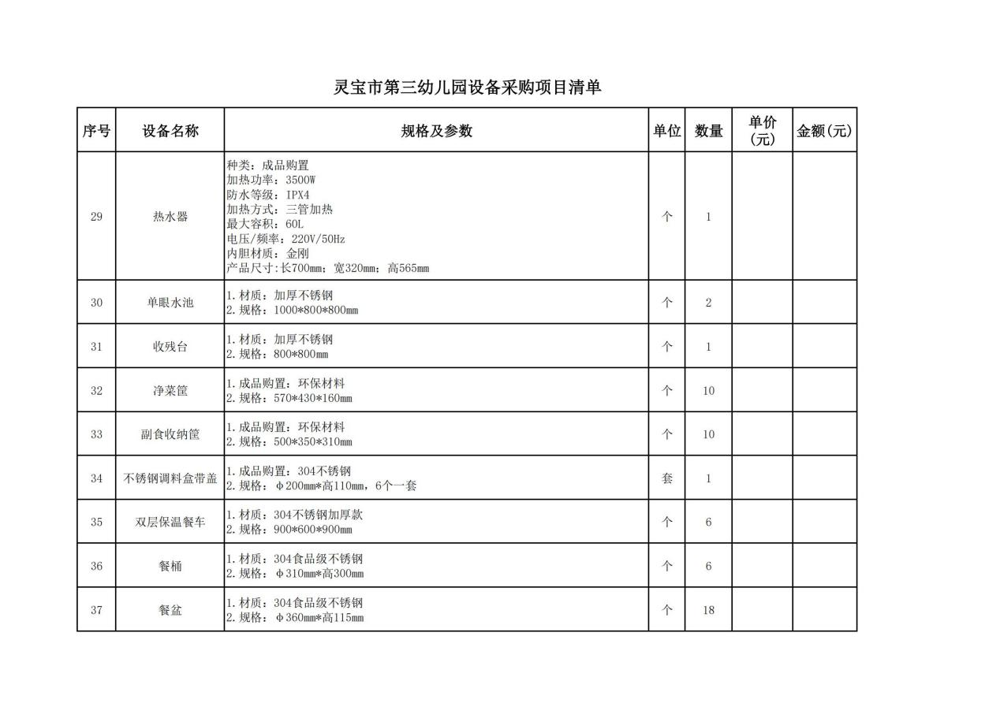 灵宝市第三幼儿园设备采购项目清单
序号 设备名称 规格及参数 单位 数量 单价(元) 金额(元)
29 热水器 种类：成品购置
加热功率：3500W
防水等级：IPX4
加热方式：三管加热
最大容积：60L
电压/频率：220V/50Hz
内胆材质：金刚
产品尺寸:长700mm；宽320mm；高565mm
个 1
30 单眼水池 1.材质：加厚不锈钢
2.规格：1000*800*800mm
个 2
31 收残台 1.材质：加厚不锈钢
2.规格：800*800mm
个 1
32 净菜筐 1.成品购置：环保材料
2.规格：570*430*160mm
个 10
33 副食收纳筐 1.成品购置：环保材料
2.规格：500*350*310mm
个 10
34 不锈钢调料盒带盖 1.成品购置：304不锈钢
2.规格：φ200mm*高110mm，6个一套
套 1
35 双层保温餐车 1.材质：304不锈钢加厚款
2.规格：900*600*900mm
个 6
36 餐桶 1.材质：304食品级不锈钢
2.规格：φ310mm*高300mm
个 6
37 餐盆 1.材质：304食品级不锈钢
2.规格：φ360mm*高115mm
个 18